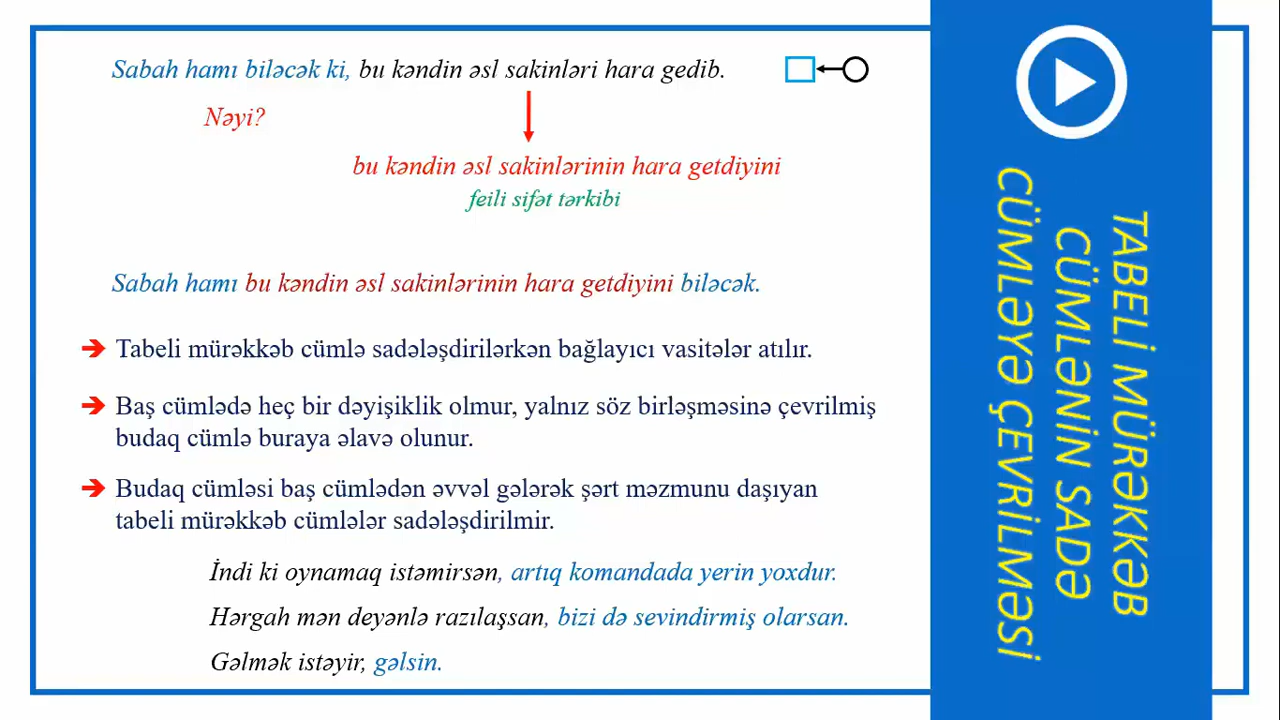 Sabah hamı biləcək ki, bu kəndin əsl sakinləri hara gedib.
Nəyi?
bu kəndin əsl sakinlərinin hara getdiyini
feili sifət tərkibi
Sabah hamı bu kəndin əsl sakinlərinin hara getdiyini biləcək.
Tabeli mürəkkəb cümlə sadələşdirilərkən bağlayıcı vasitələr atılır.
Baş cümlədə heç bir dəyişiklik olmur, yalnız söz birləşməsinə çevrilmiş
budaq cümlə buraya əlavə olunur.
Budaq cümləsi baş cümlədən əvvəl gələrək şərt məzmunu daşıyan
tabeli mürəkkəb cümlələr sadələşdirilmir.
İndi ki oynamaq istəmirsən, artıq komandada yerin yoxdur.
Hərgah mən deyənlə razılaşsan, bizi də sevindirmiş olarsan.
Gəlmək istəyir, gəlsin.
TABELİ MÜRƏKKƏB
CÜMLƏNİN SADƏ
CÜMLƏYƏ ÇEVRİLMƏSİ